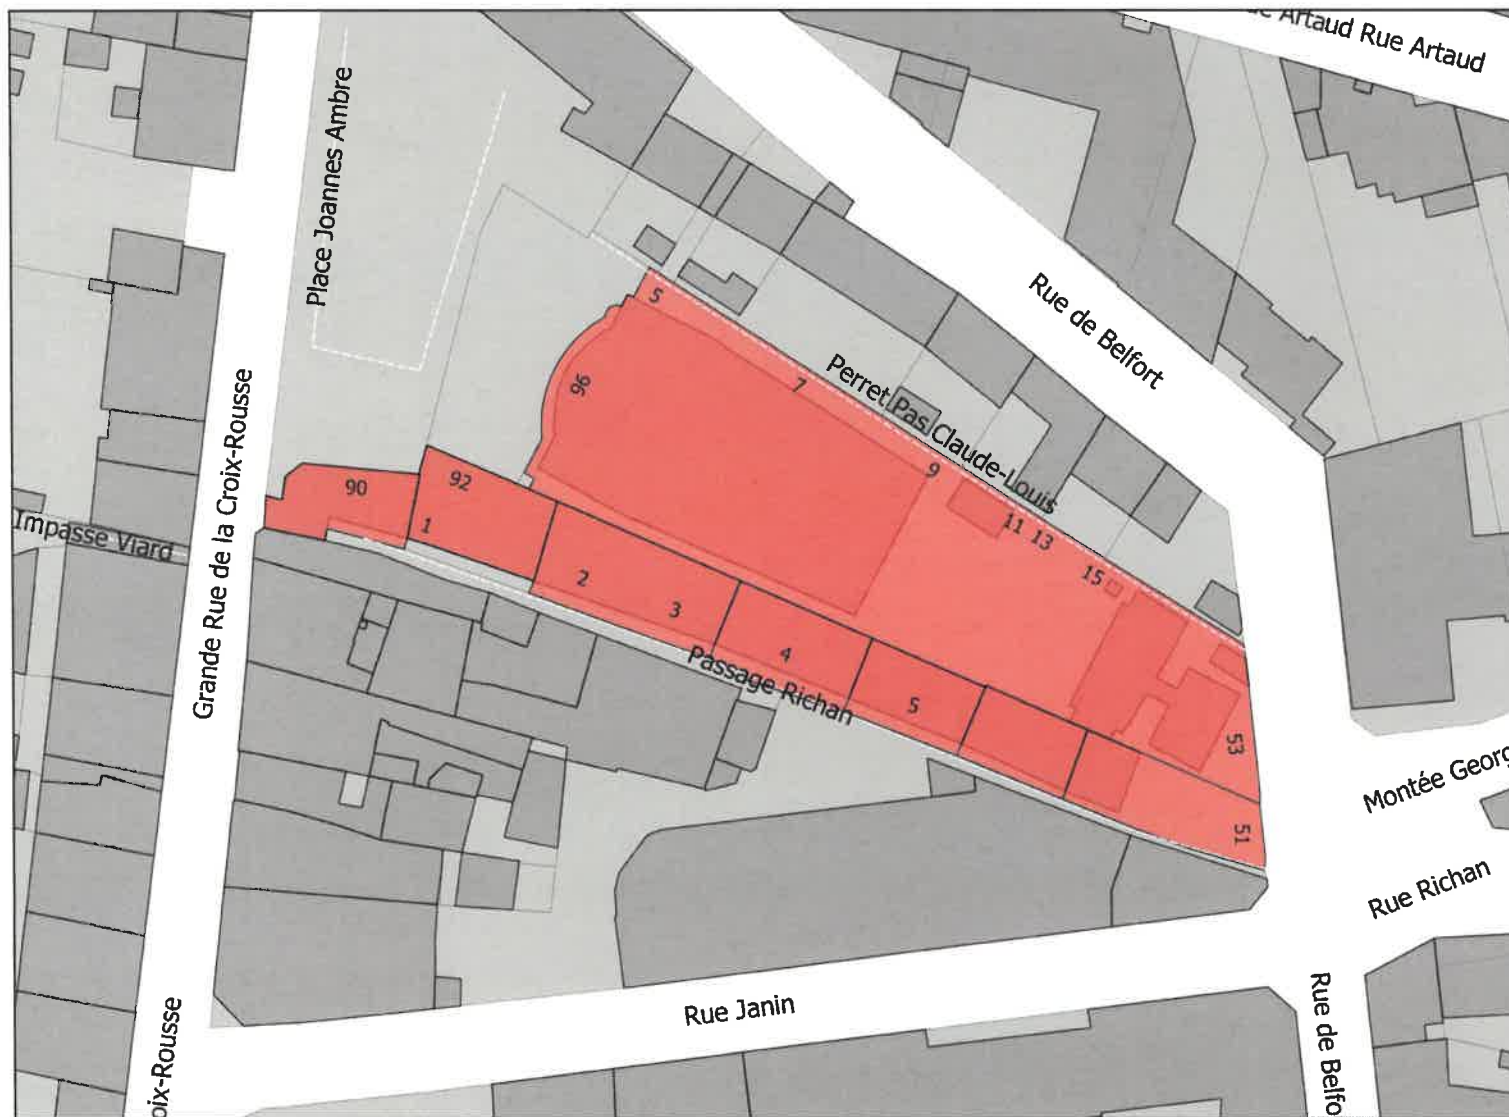 Artaud Rue Artaud
Place Joannes Ambre
Rue de Belfort
Perret Pas Claude-Louis
5
7
96
9
11 13
15
90
92
1
Grande Rue de la Croix-Rousse
Impasse Viard
2
3
4
5
Passage Richan
53
51
Montée Georg
Rue Richan
Rue Janin
Rue de Belfo
oix-Rousse